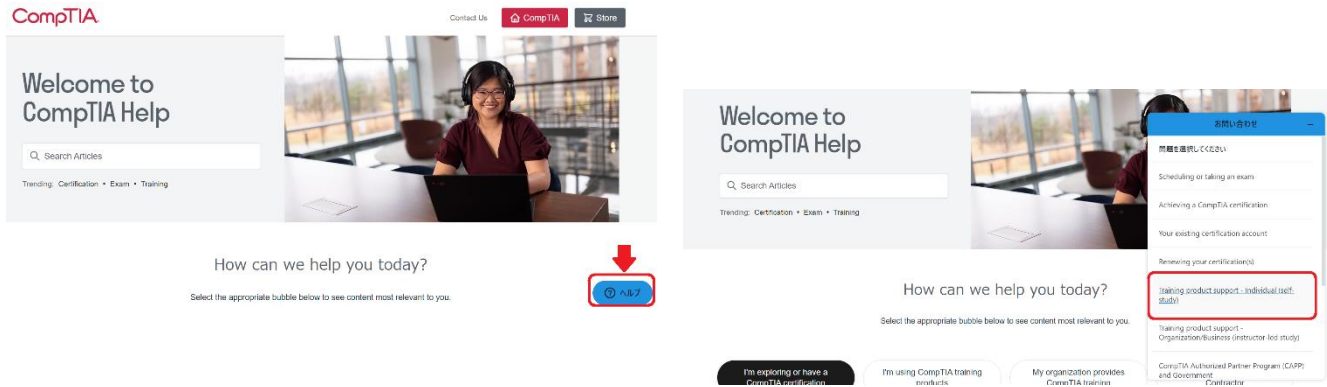 CompTIA
Contact Us
CompTIA
Store
Welcome to
CompTIA Help
Search Articles
Trending: Certification • Exam • Training
How can we help you today?
Select the appropriate bubble below to see content most relevant to you.
ヘルプ
Welcome to
CompTIA Help
Search Articles
Trending: Certification • Exam • Training
How can we help you today?
Select the appropriate bubble below to see content most relevant to you.
I'm exploring or have a
CompTIA certification
I'm using CompTIA training
products
My organization provides
CompTIA training
Contractor
お問い合わせ
問題を選択してください
Scheduling or taking an exam
Achieving a CompTIA certification
Your existing certification account
Renewing your certification(s)
Training product support - Individual (self-
study)
Training product support -
Organization/Business (instructor-led study)
CompTIA Authorized Partner Program (CAPP)
and Government